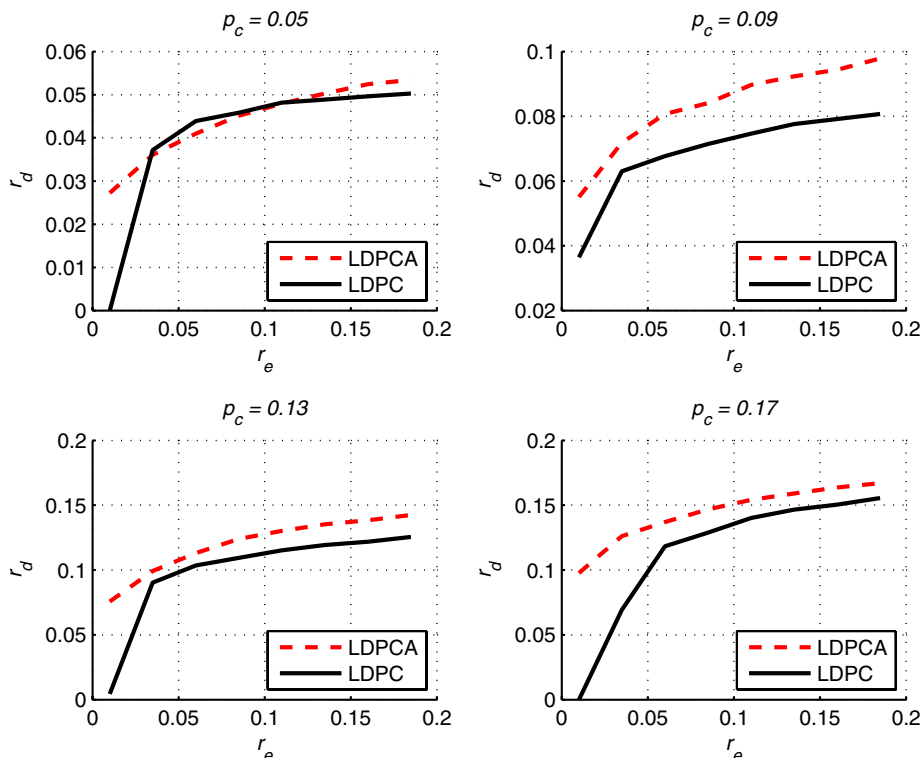 p_c = 0.05
0.06
0.05
0.04
0.03
0.02
0.01
0
r_d
LDPCA
LDPC
0 0.05 0.1 0.15 0.2
r_e
p_c = 0.09
0.1
0.08
0.06
0.04
0.02
r_d
LDPCA
LDPC
0 0.05 0.1 0.15 0.2
r_e
p_c = 0.13
0.2
0.15
0.1
0.05
0
r_d
LDPCA
LDPC
0 0.05 0.1 0.15 0.2
r_e
p_c = 0.17
0.2
0.15
0.1
0.05
0
r_d
LDPCA
LDPC
0 0.05 0.1 0.15 0.2
r_e